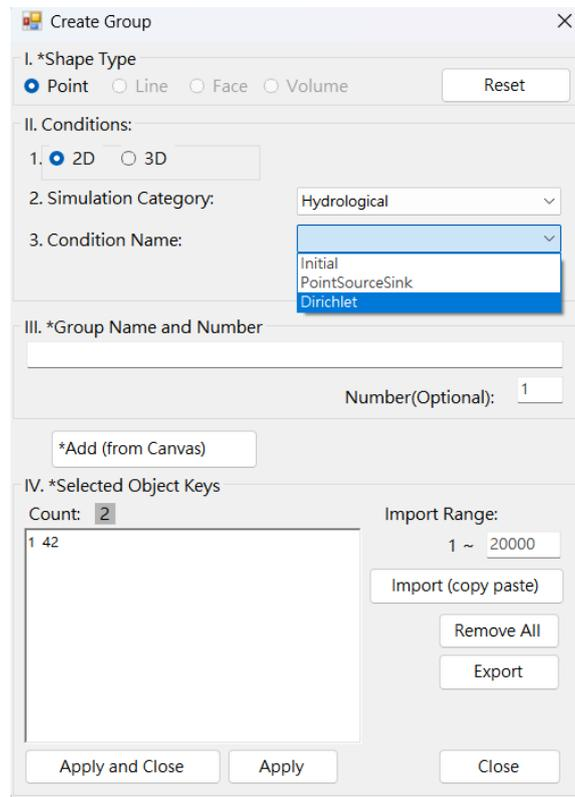 Create Group
I. *Shape Type
Point Line Face Volume
Reset
II. Conditions:
1. 2D 3D
2. Simulation Category: Hydrological
3. Condition Name:
Initial
PointSourceSink
Dirichlet
III. *Group Name and Number
Number(Optional): 1
*Add (from Canvas)
IV. *Selected Object Keys
Count: 2
Import Range:
1 42
1 ~ 20000
Import (copy paste)
Remove All
Export
Apply and Close Apply Close